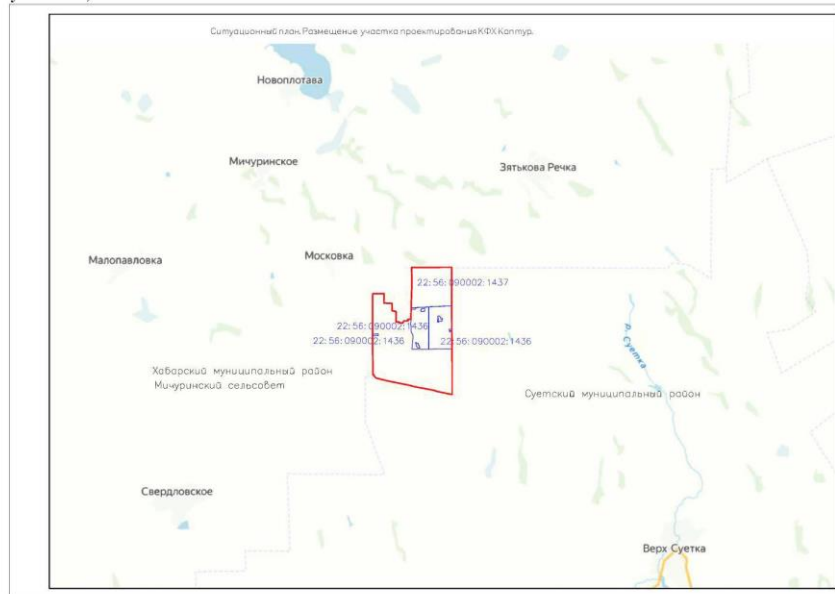 Ситуационный план. Размещение участка проектирования КФХ Каптур.
Новоплотава
Мичуринское
Зятькова Речка
Малопавловка
Московка
22:56:090002:1437
22:56:090002:1436
22:56:090002:1436
22:56:090002:1436
р. Суетка
Хабарский муниципальный район
Мичуринский сельсовет
Суетский муниципальный район
Свердловское
Верх Суетка